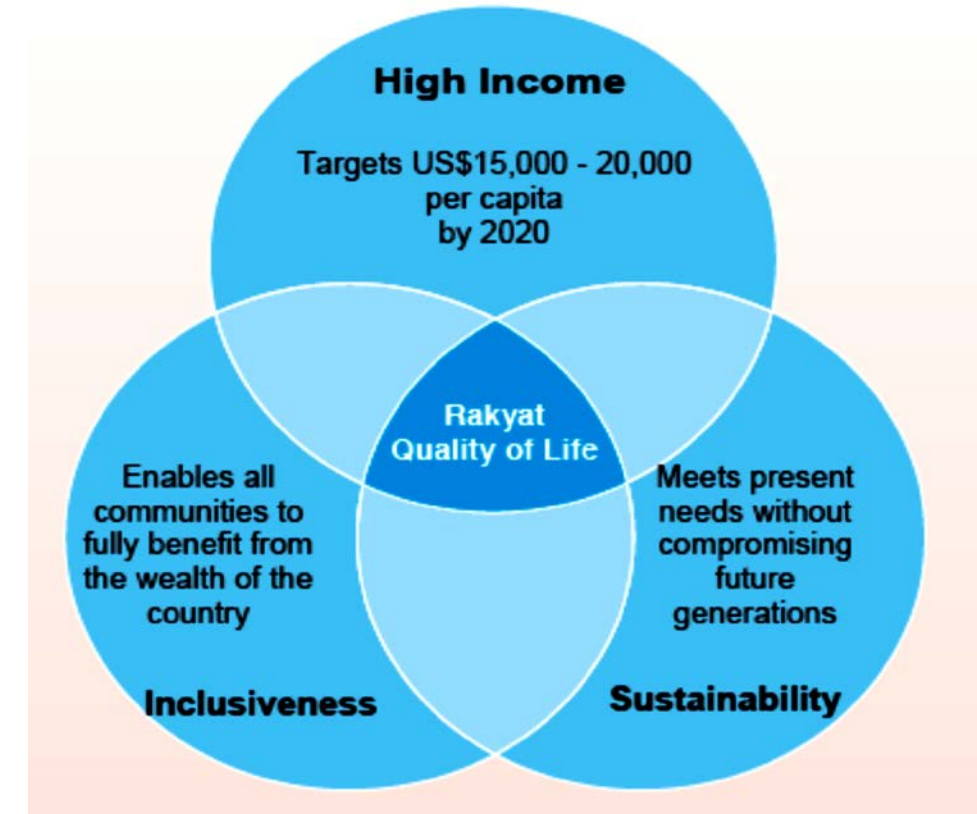 High Income
Targets US$15,000 - 20,000
per capita
by 2020
Rakyat
Quality of Life
Enables all
communities to
fully benefit from
the wealth of the
country
Inclusiveness
Meets present
needs without
compromising
future
generations
Sustainability